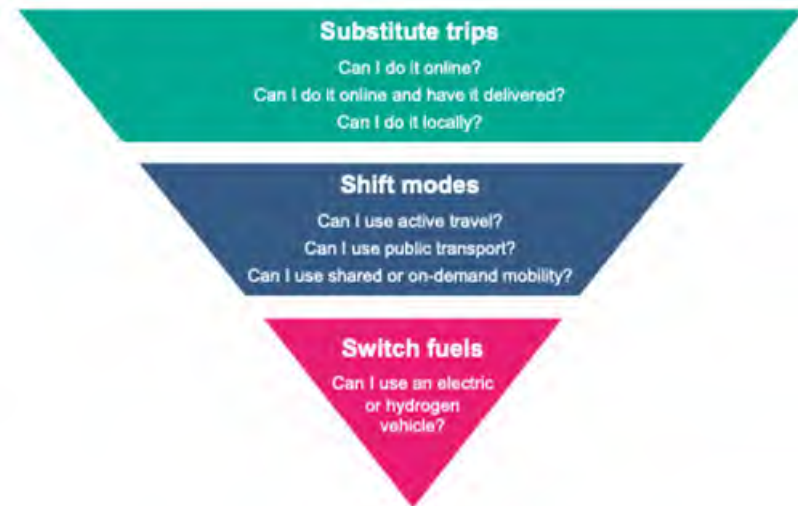 Substitute trips
Can I do it online?
Can I do it online and have it delivered?
Can I do it locally?
Shift modes
Can I use active travel?
Can I use public transport?
Can I use shared or on-demand mobility?
Switch fuels
Can I use an electric
or hydrogen
vehicle?